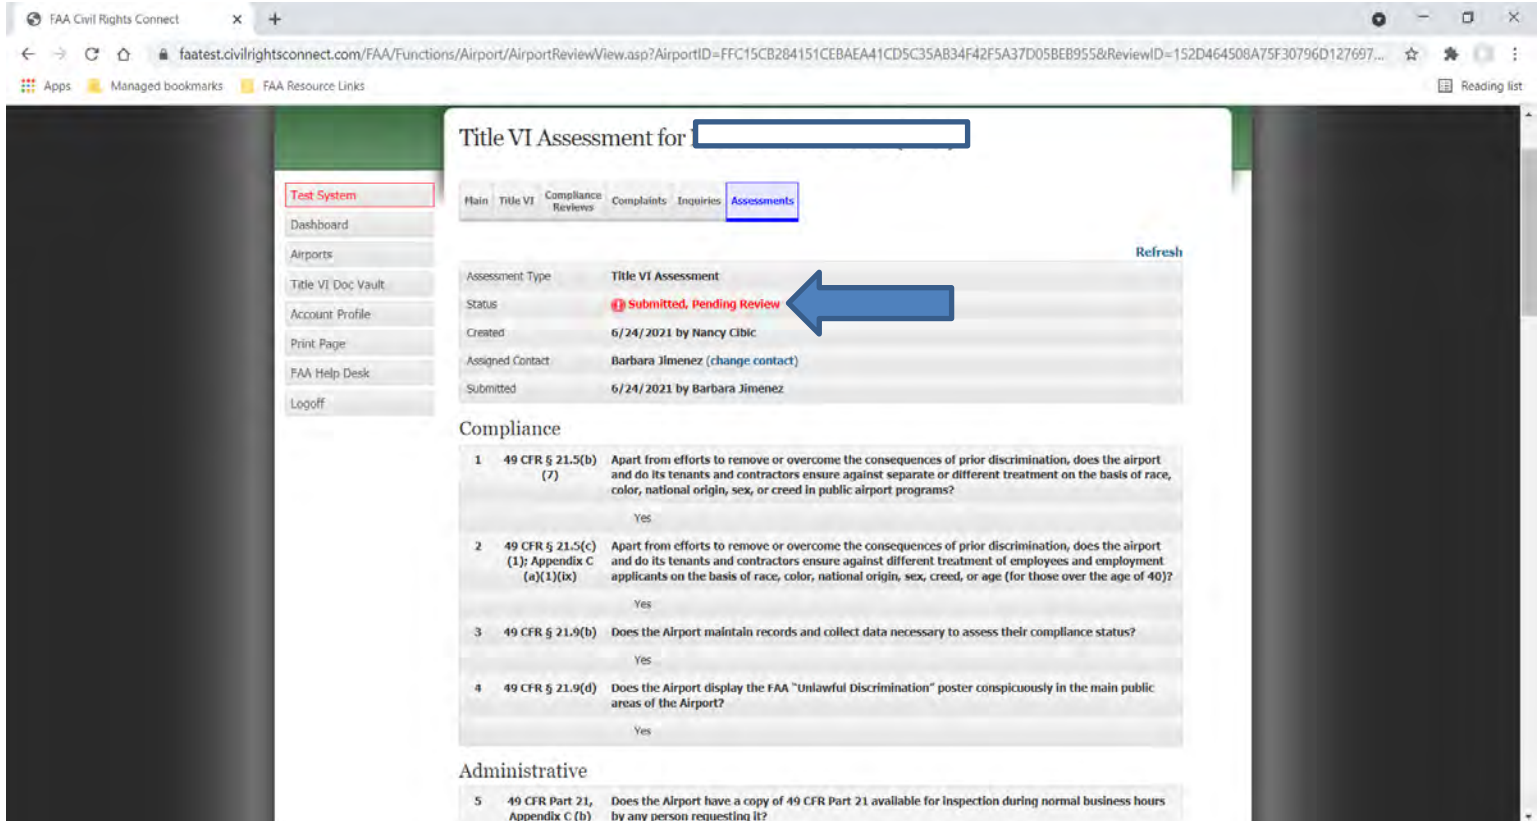 FAA Civil Rights Connect
faatest.civilrightsconnect.com/FAA/Functions/Airport/AirportReviewView.asp?AirportID=FFC15CB284151CEBAEA41CD5C35AB34F42F5A37D05BEB955&ReviewID=152D464508A75F30796D127697...
Apps Managed bookmarks FAA Resource Links Reading list
Title VI Assessment for
Test System
Dashboard
Airports
Title VI Doc Vault
Account Profile
Print Page
FAA Help Desk
Logoff
Main Title VI Compliance Reviews Complaints Inquiries Assessments
Refresh
Assessment Type Title VI Assessment
Status Submitted, Pending Review
Created 6/24/2021 by Nancy Cibic
Assigned Contact Barbara Jimenez (change contact)
Submitted 6/24/2021 by Barbara Jimenez
Compliance
1 49 CFR § 21.5(b) Apart from efforts to remove or overcome the consequences of prior discrimination, does the airport
(7) and do its tenants and contractors ensure against separate or different treatment on the basis of race,
color, national origin, sex, or creed in public airport programs?
Yes
2 49 CFR § 21.5(c) Apart from efforts to remove or overcome the consequences of prior discrimination, does the airport
(1); Appendix C and do its tenants and contractors ensure against different treatment of employees and employment
(a)(1)(ix) applicants on the basis of race, color, national origin, sex, creed, or age (for those over the age of 40)?
Yes
3 49 CFR § 21.9(b) Does the Airport maintain records and collect data necessary to assess their compliance status?
Yes
4 49 CFR § 21.9(d) Does the Airport display the FAA "Unlawful Discrimination" poster conspicuously in the main public
areas of the Airport?
Yes
Administrative
5 49 CFR Part 21, Does the Airport have a copy of 49 CFR Part 21 available for inspection during normal business hours
Appendix C (b) by any person requesting it?